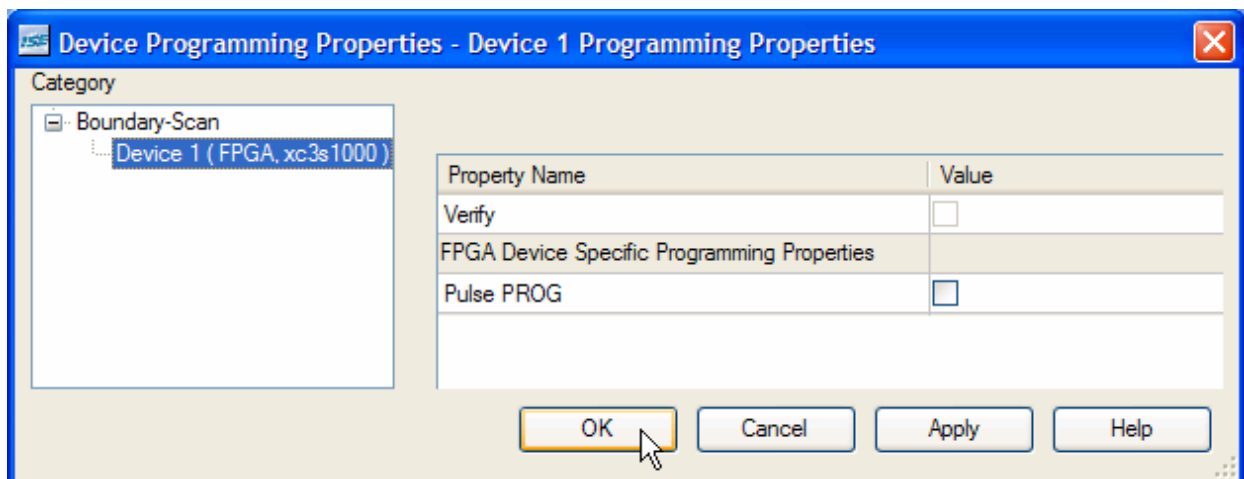 ISE Device Programming Properties - Device 1 Programming Properties
Category
Boundary-Scan
Device 1 ( FPGA, xc3s1000 )
Property Name Value
Verify
FPGA Device Specific Programming Properties
Pulse PROG
OK Cancel Apply Help